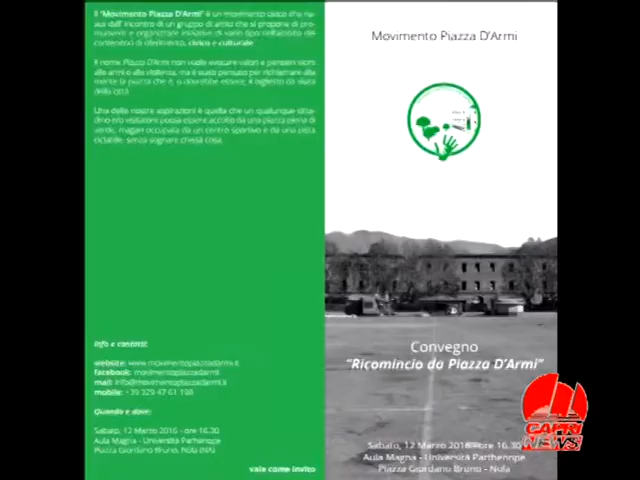 Il "Movimento Piazza D'Armi" è un movimento civico che na-
sce dall'incontro di un gruppo di amici che si propone di pro-
muovere e organizzare iniziative di vario tipo nell'ambito dei
contenitori di riferimento, civico e culturale.
Il nome Piazza D'Armi non vuole evocare valori e pensieri vicini
alle armi o alla violenza, ma è stato pensato per richiamare alla
mente la piazza che è, o dovrebbe essere, il biglietto da visita
della città.
Una delle nostre aspirazioni è quella che un qualunque citta-
dino e/o visitatore possa essere accolto da una piazza piena di
verde, magari occupata da un centro sportivo e da una pista
ciclabile, senza sognare chissà cosa.
Info e contatti:
website: www.movimentopiazzadarmi.it
facebook: movimentopiazzadarmi
mail: info@movimentopiazzadarmi.it
mobile: +39 329 47 61 198
Quando e dove:
Sabato, 12 Marzo 2016 - ore 16.30
Aula Magna - Università Parthenope
Piazza Giordano Bruno, Nola (NA)
vale come invito
Movimento Piazza D'Armi
Convegno
"Ricomincio da Piazza D'Armi"
Sabato, 12 Marzo 2016 - ore 16.30
Aula Magna - Università Parthenope
Piazza Giordano Bruno - Nola
CAPRI
NEWS